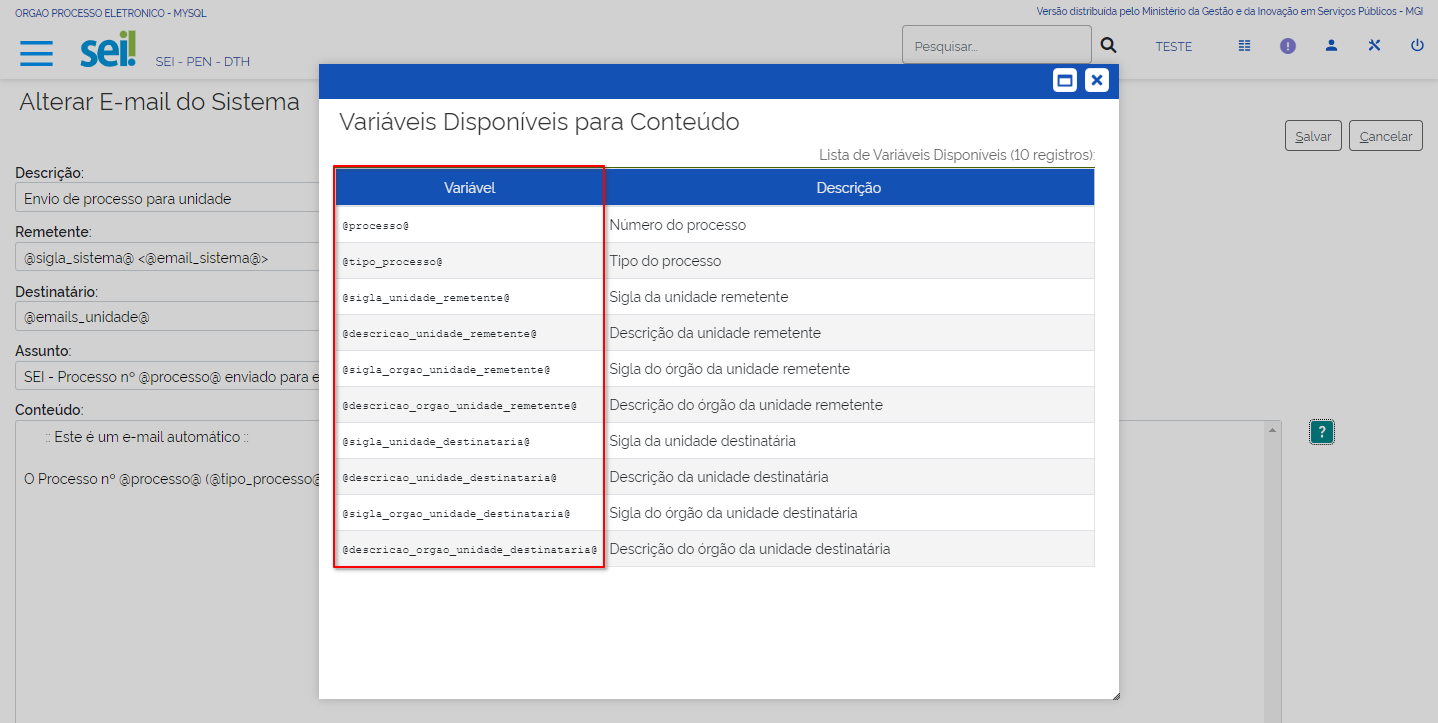 ORGAO PROCESSO ELETRONICO - MYSQL
Versão distribuída pelo Ministério da Gestão e da Inovação em Serviços Públicos - MGI
sei!
SEI - PEN - DTH
Pesquisar...
TESTE
Alterar E-mail do Sistema
Salvar
Cancelar
Descrição:
Envio de processo para unidade
Remetente:
@sigla_sistema@ <@email_sistema@>
Destinatário:
@emails_unidade@
Assunto:
SEI - Processo nº @processo@ enviado para e
Conteúdo:
:: Este é um e-mail automático ::
O Processo nº @processo@ (@tipo_processo@
?
Variáveis Disponíveis para Conteúdo
Lista de Variáveis Disponíveis (10 registros):
Variável Descrição
@processo@ Número do processo
@tipo_processo@ Tipo do processo
@sigla_unidade_remetente@ Sigla da unidade remetente
@descricao_unidade_remetente@ Descrição da unidade remetente
@sigla_orgao_unidade_remetente@ Sigla do órgão da unidade remetente
@descricao_orgao_unidade_remetente@ Descrição do órgão da unidade remetente
@sigla_unidade_destinataria@ Sigla da unidade destinatária
@descricao_unidade_destinataria@ Descrição da unidade destinatária
@sigla_orgao_unidade_destinataria@ Sigla do órgão da unidade destinatária
@descricao_orgao_unidade_destinataria@ Descrição do órgão da unidade destinatária